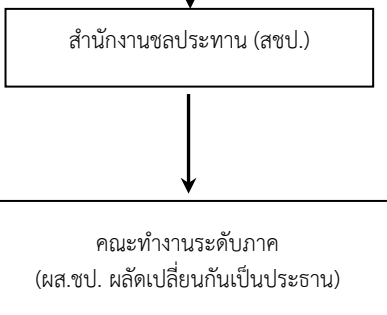 สำนักงานชลประทาน (สชป.)
คณะทำงานระดับภาค
(ผส.ชป. ผลัดเปลี่ยนกันเป็นประธาน)